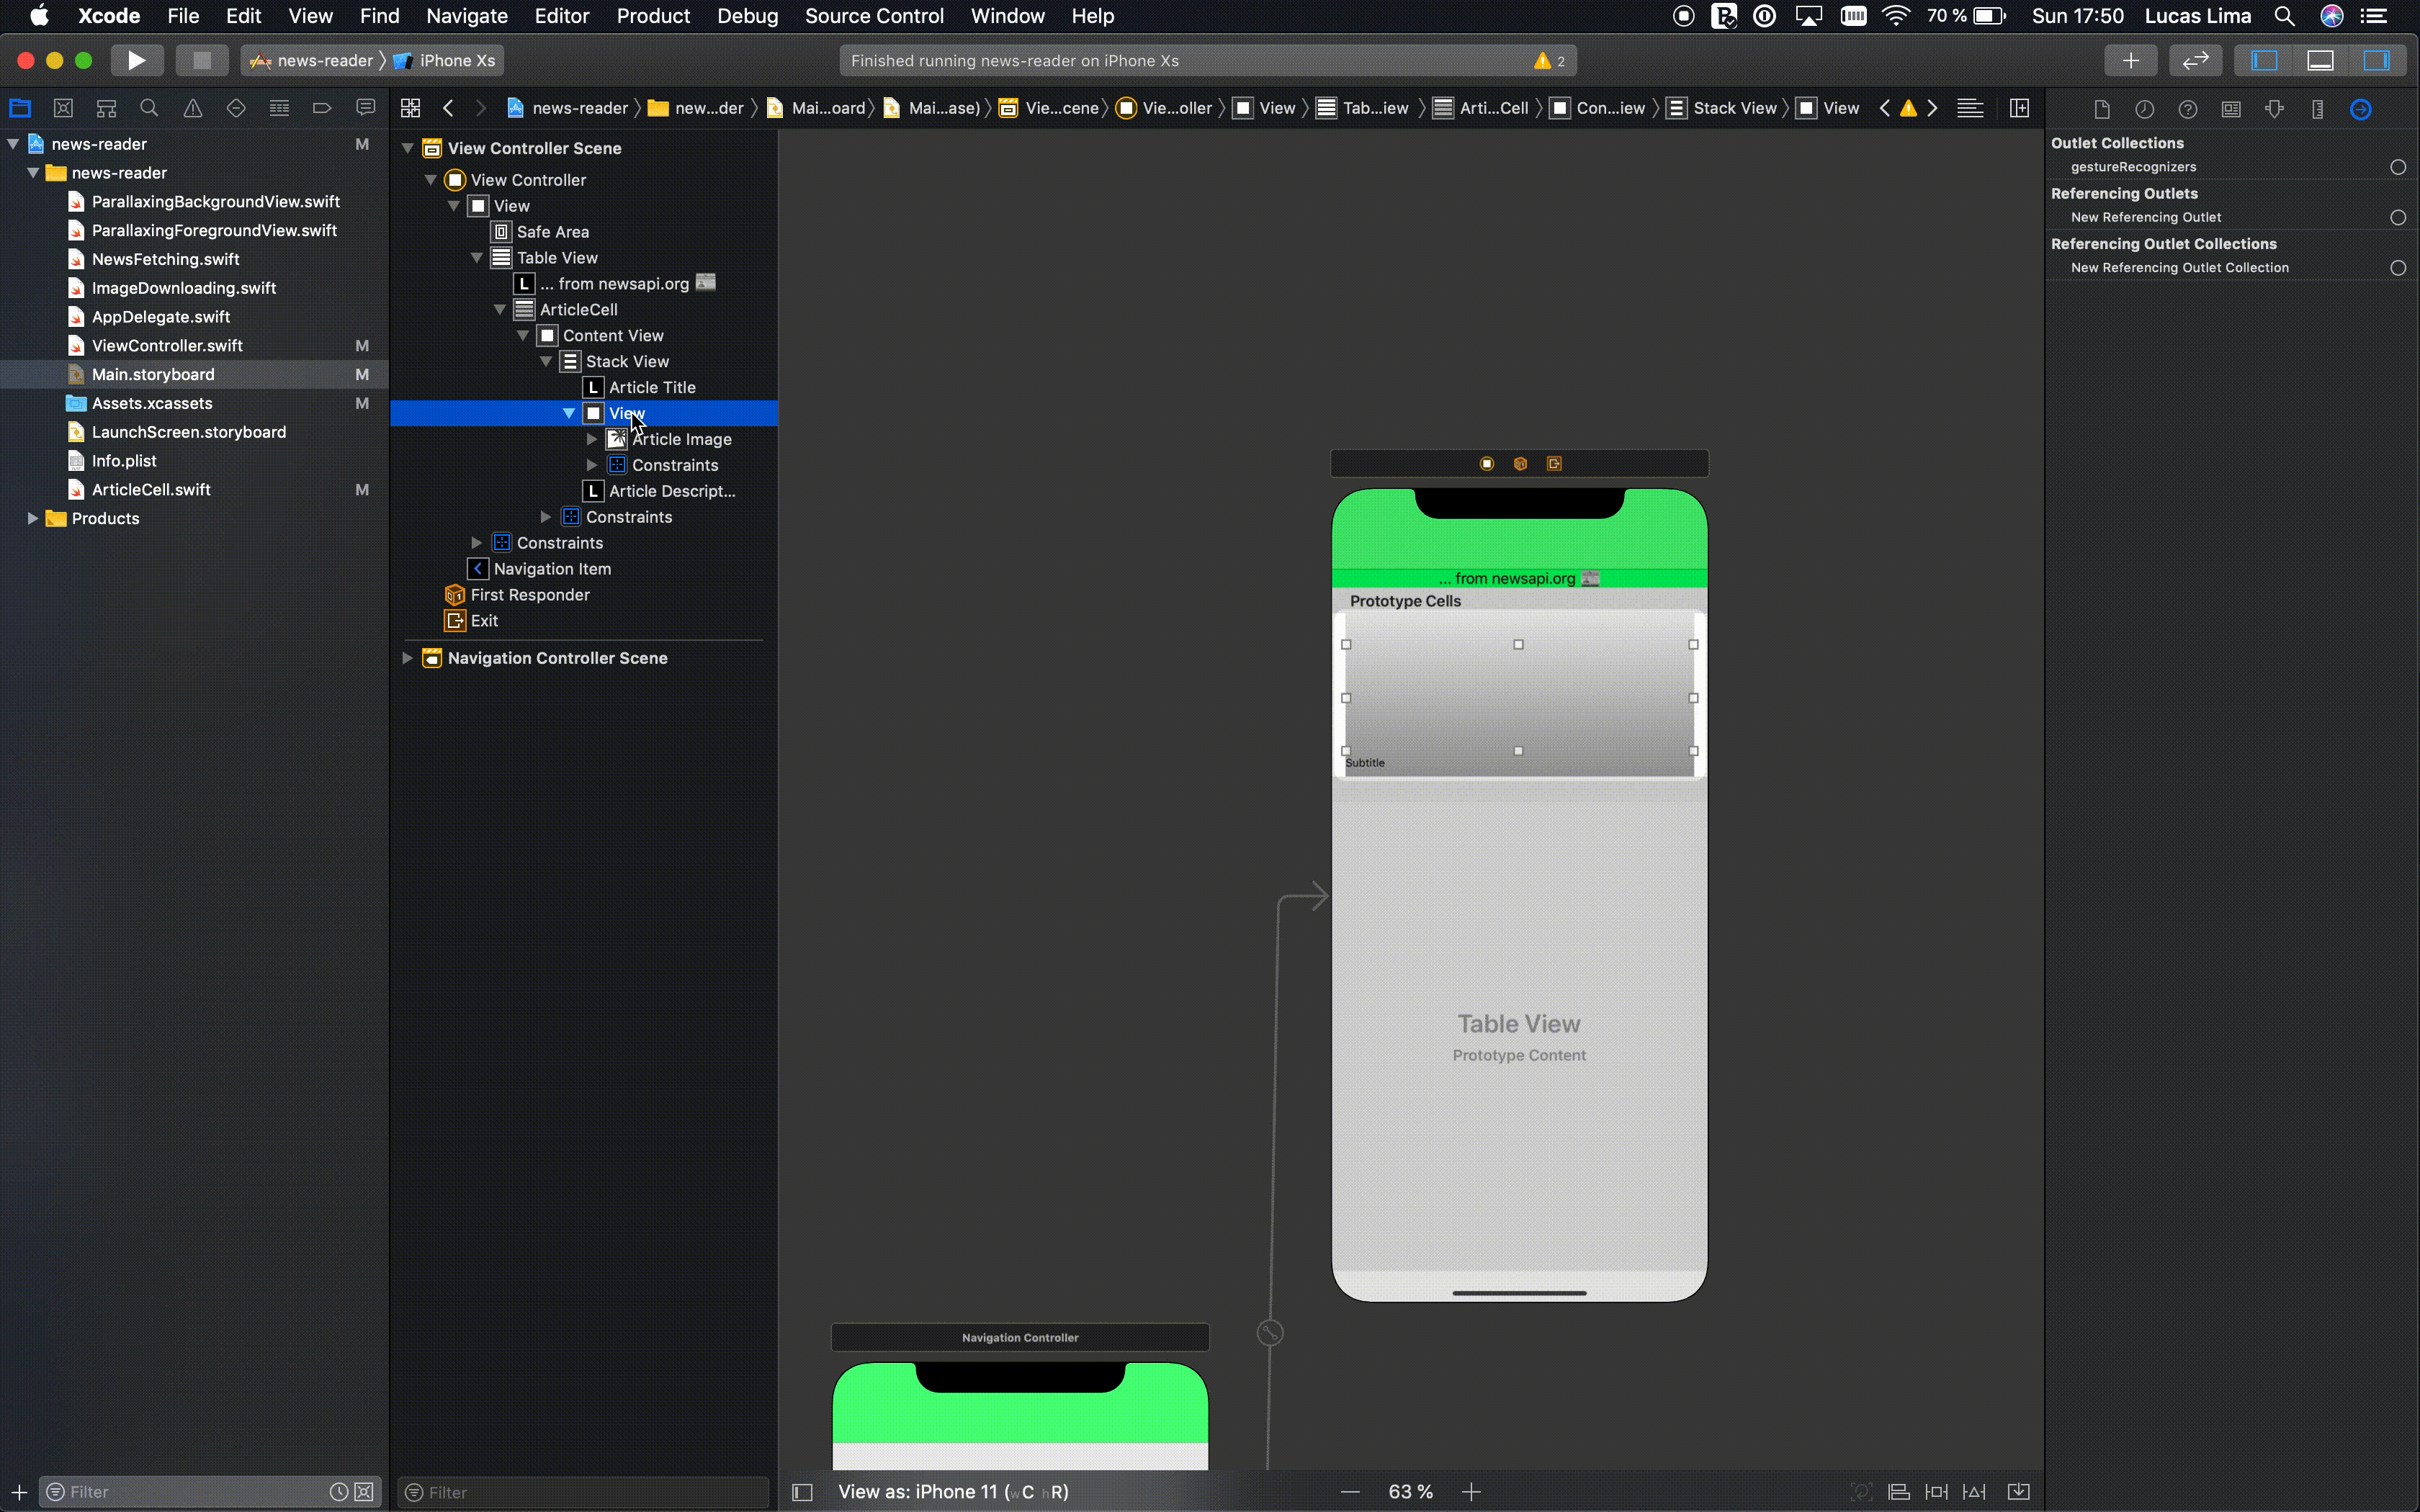 Xcode File Edit View Find Navigate Editor Product Debug Source Control Window Help 70 % Sun 17:50 Lucas Lima
news-reader iPhone Xs
Finished running news-reader on iPhone Xs
2
news-reader new...der Mai...oard Mai...ase) Vie...cene Vie...oller View Tab...iew Arti...Cell Con...iew Stack View View
news-reader M
news-reader
ParallaxingBackgroundView.swift
ParallaxingForegroundView.swift
NewsFetching.swift
ImageDownloading.swift
AppDelegate.swift
ViewController.swift M
Main.storyboard M
Assets.xcassets M
LaunchScreen.storyboard
Info.plist
ArticleCell.swift M
Products
Filter
View Controller Scene
View Controller
View
Safe Area
Table View
L ... from newsapi.org
ArticleCell
Content View
Stack View
L Article Title
View
Article Image
Constraints
L Article Descript...
Constraints
Constraints
Navigation Item
First Responder
Exit
Navigation Controller Scene
Filter
... from newsapi.org
Prototype Cells
Subtitle
Table View
Prototype Content
Navigation Controller
View as: iPhone 11 (wC hR)
63 %
Outlet Collections
gestureRecognizers
Referencing Outlets
New Referencing Outlet
Referencing Outlet Collections
New Referencing Outlet Collection